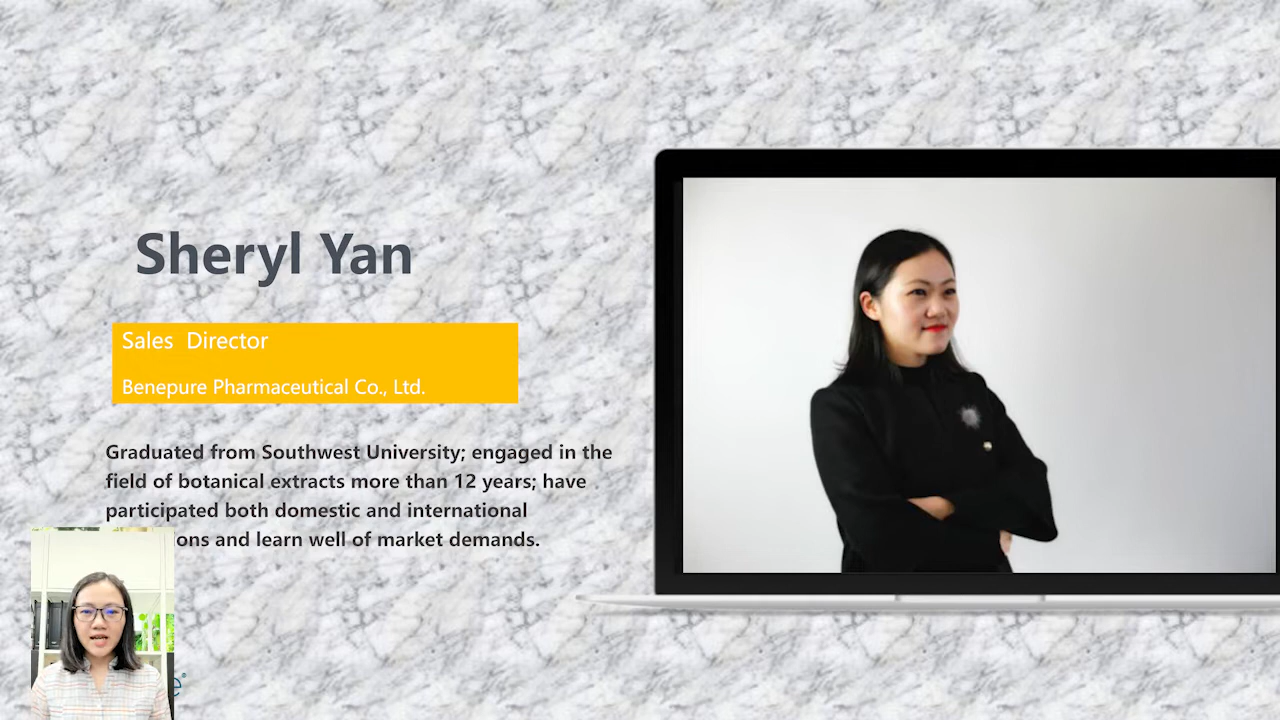 Sheryl Yan
Sales Director
Benepure Pharmaceutical Co., Ltd.
Graduated from Southwest University; engaged in the
field of botanical extracts more than 12 years; have
participated both domestic and international
and learn well of market demands.